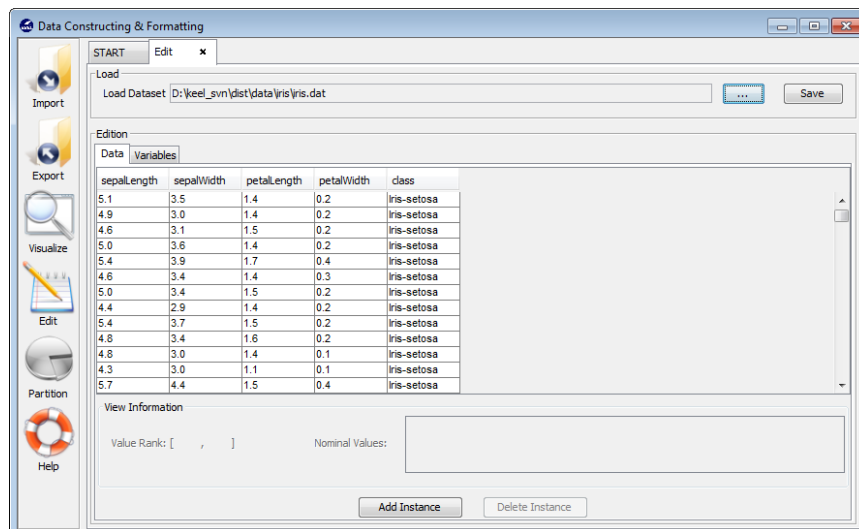 Data Constructing & Formatting
Import
Export
Visualize
Edit
Partition
Help
START Edit x
Load
Load Dataset D:\keel_svn\dist\data\iris\iris.dat ... Save
Edition
Data Variables
sepalLength sepalWidth petalLength petalWidth class
5.1 3.5 1.4 0.2 Iris-setosa
4.9 3.0 1.4 0.2 Iris-setosa
4.6 3.1 1.5 0.2 Iris-setosa
5.0 3.6 1.4 0.2 Iris-setosa
5.4 3.9 1.7 0.4 Iris-setosa
4.6 3.4 1.4 0.3 Iris-setosa
5.0 3.4 1.5 0.2 Iris-setosa
4.4 2.9 1.4 0.2 Iris-setosa
5.4 3.7 1.5 0.2 Iris-setosa
4.8 3.4 1.6 0.2 Iris-setosa
4.8 3.0 1.4 0.1 Iris-setosa
4.3 3.0 1.1 0.1 Iris-setosa
5.7 4.4 1.5 0.4 Iris-setosa
View Information
Value Rank: [ , ] Nominal Values:
Add Instance Delete Instance